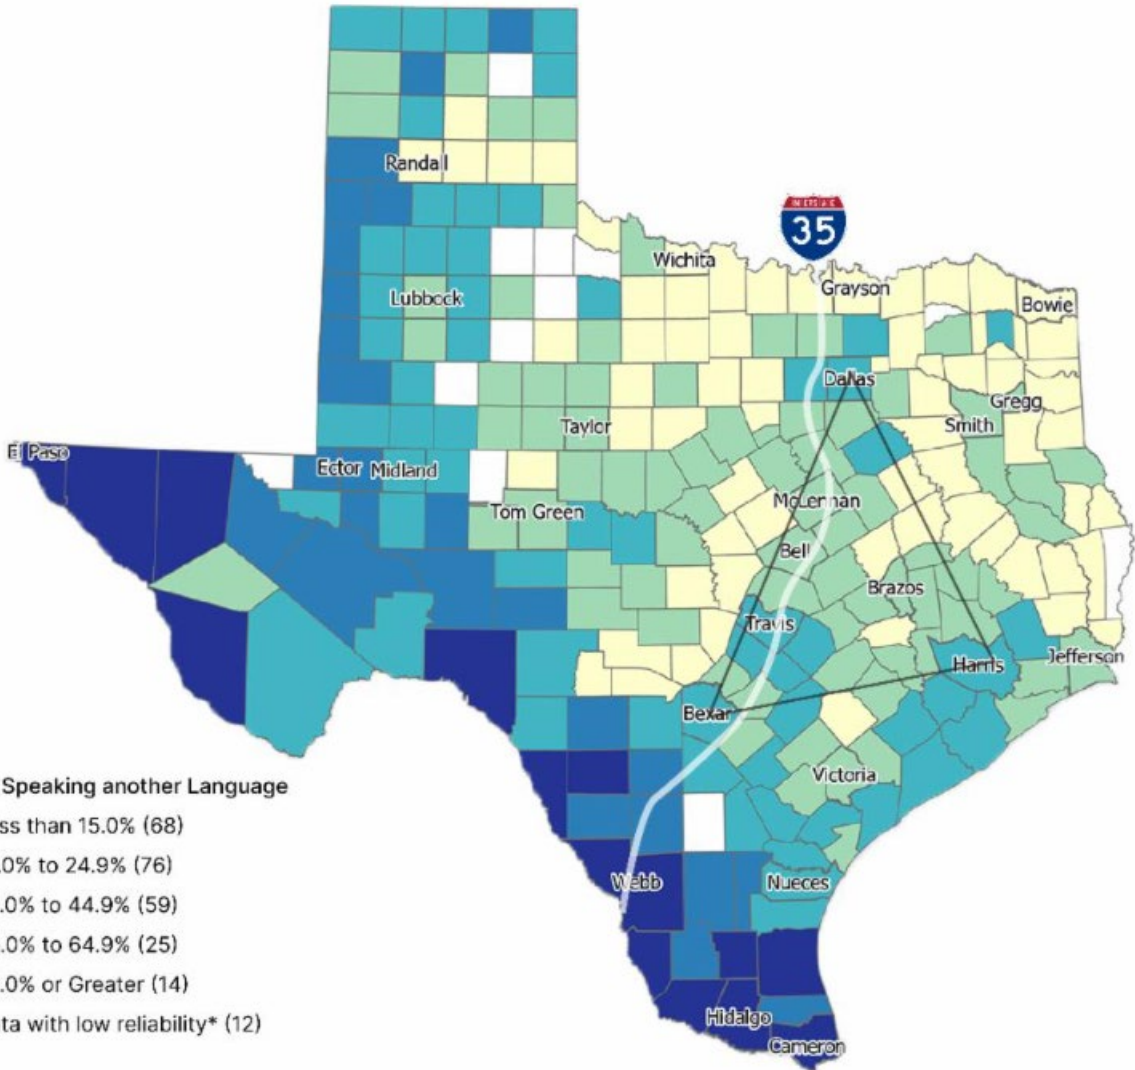 Randall
INTERSTATE
35
Wichita
Grayson
Bowie
Lubbock
Dallas
Gregg
Taylor
Smith
El Paso
Ector Midland
McLennan
Tom Green
Bell
Brazos
Travis
Harris
Jefferson
Bexar
Victoria
Speaking another Language
ss than 15.0% (68)
.0% to 24.9% (76)
.0% to 44.9% (59)
.0% to 64.9% (25)
.0% or Greater (14)
ta with low reliability* (12)
Webb
Nueces
Hidalgo
Cameron